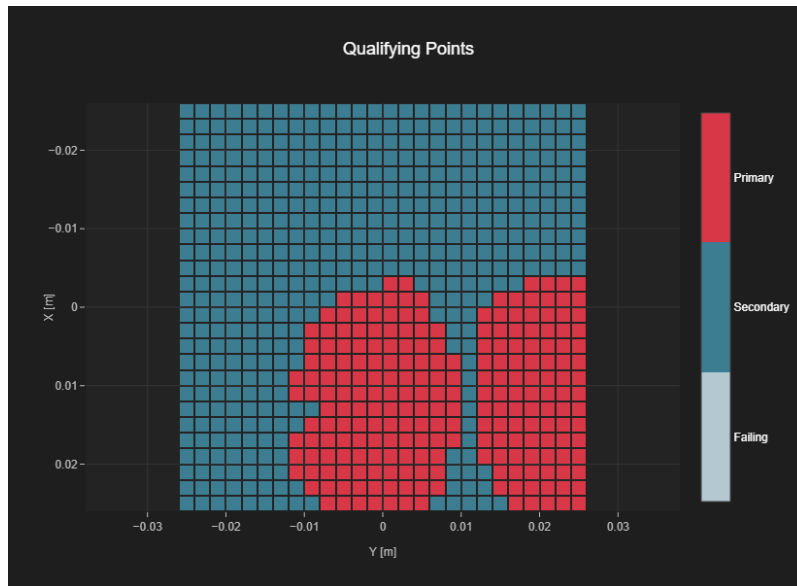 Qualifying Points
Primary
Secondary
Failing
X [m]
−0.02
−0.01
0
0.01
0.02
−0.03
−0.02
−0.01
0
0.01
0.02
0.03
Y [m]